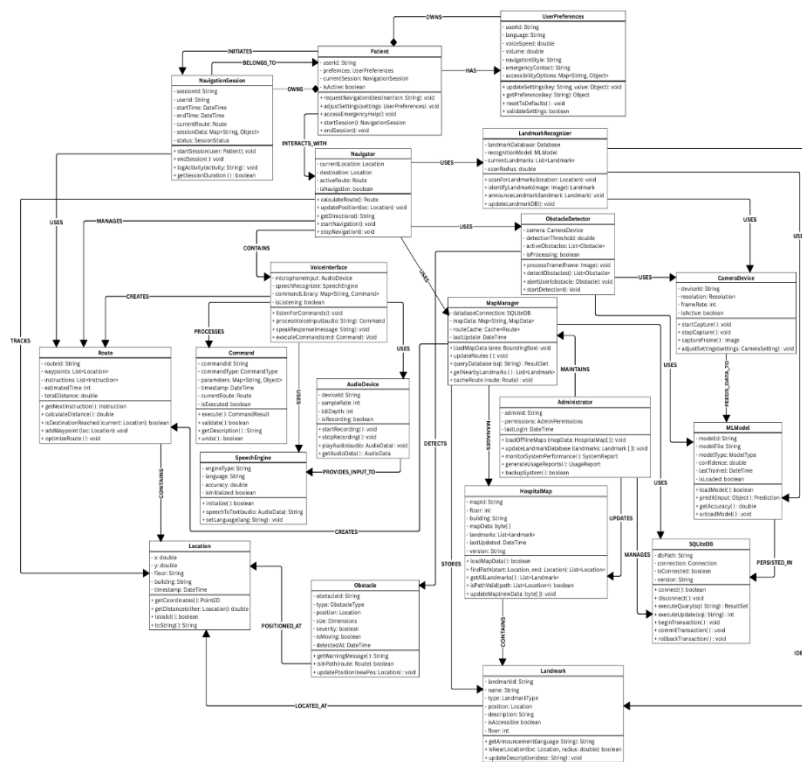 OWNS
UserPreferences
- userId: String
- language: String
- voiceSpeed: double
- volume: double
- navigationStyle: String
- emergencyContact: String
- accessibilityOptions: Map<String, Object>
+ updateSettings(key: String, value: Object): void
+ getPreference(key: String): Object
+ resetToDefaults(): void
+ validateSettings: boolean
INITIATES
Patient
- userId: String
- preferences: UserPreferences
- currentSession: NavigationSession
- isActive: boolean
+ requestNavigation(destination: String): void
+ adjustSettings(settings: UserPreferences): void
+ accessEmergencyHelp(): void
+ startSession(): NavigationSession
+ endSession(): void
BELONGS_TO
HAS
OWNS
NavigationSession
- sessionId: String
- userId: String
- startTime: DateTime
- endTime: DateTime
- currentRoute: Route
- sessionData: Map<String, Object>
- status: SessionStatus
+ startSession(user: Patient): void
+ endSession(): void
+ logActivity(activity: String): void
+ getSessionDuration(): boolean
INTERACTS_WITH
Navigator
- currentLocation: Location
- destination: Location
- activeRoute: Route
- isNavigation: boolean
+ calculateRoute(): Route
+ updatePosition(loc: Location): void
+ getDirections(): String
+ startNavigation(): void
+ stopNavigation(): void
USES
LandmarkRecognizer
- landmarkDatabase: Database
- recognitionModel: MLModel
- currentLandmarks: List<Landmark>
- scanRadius: double
+ scanForLandmarks(location: Location): void
+ identifyLandmark(image: Image): Landmark
+ announceLandmark(landmark: Landmark): void
+ updateLandmarkDB(): void
USES
MANAGES
USES
ObstacleDetector
- camera: CameraDevice
- detectionThreshold: double
- activeObstacles: List<Obstacle>
- isProcessing: boolean
+ processFrame(frame: Image): void
+ detectObstacles(): List<Obstacle>
+ alertUser(obstacle: Obstacle): void
+ startDetection(): void
USES
USES
CONTAINS
USES
USES
CameraDevice
- deviceId: String
- resolution: Resolution
- frameRate: int
- isActive: boolean
+ startCapture(): void
+ stopCapture(): void
+ captureFrame(): Image
+ adjustSettings(settings: CameraSetting): void
VoiceInterface
- microphoneInput: AudioDevice
- speechRecognizer: SpeechEngine
- commandLibrary: Map<String, Command>
- isListening: boolean
+ listenForCommands(): void
+ processVoiceInput(audio: String): Command
+ speakResponse(message: String): void
+ executeCommand(cmd: Command): void
CREATES
MapManager
- databaseConnection: SQLiteDB
- mapData: Map<String, MapData>
- routeCache: Cache<Route>
- lastUpdate: DateTime
+ loadMapData(area: BoundingBox): void
+ updateRoutes(): void
+ queryDatabase(sql: String): ResultSet
+ getNearbyLandmarks(): List<Landmark>
+ cacheRoute(route: Route): void
TRACKS
PROCESSES
USES
Route
- routeId: String
- waypoints: List<Location>
- instructions: List<Instruction>
- estimatedTime: int
- totalDistance: double
+ getNextInstruction(): Instruction
+ calculateDistance(): double
+ isDestinationReached(current: Location): boolean
+ addWaypoint(loc: Location): void
+ optimizeRoute(): void
Command
- commandId: String
- commandType: CommandType
- parameters: Map<String, Object>
- timestamp: DateTime
- currentRoute: Route
- isExecuted: boolean
+ execute(): CommandResult
+ validate(): boolean
+ getDescription(): String
+ undo(): boolean
USES
AudioDevice
- deviceId: String
- sampleRate: int
- bitDepth: int
- isRecording: boolean
+ startRecording(): void
+ stopRecording(): void
+ playAudio(audio: AudioData): void
+ getAudioData(): AudioData
MAINTAINS
FEEDS_DATA_TO
Administrator
- adminId: String
- permissions: AdminPermissions
- lastLogin: DateTime
+ loadOfflineMaps (mapData: HospitalMap[]): void
+ updateLandmarkDatabase (landmarks: Landmark []): void
+ monitorSystemPerformance(): SystemReport
+ generateUsageReports(): UsageReport
+ backupSystem(): boolean
MANAGES
DETECTS
MLModel
- modelId: String
- modelFile: String
- modelType: ModelType
- confidence: double
- lastTrained: DateTime
- isLoaded: boolean
+ loadModel(): boolean
+ predit(input: Object): Prediction
+ getAccuracy(): double
+ unloadModel(): void
SpeechEngine
- engineType: String
- language: String
- accuracy: double
- isInitialized: boolean
+ initialize(): boolean
+ speechToText(audio: AudioData): String
+ setLanguage(lang: String): void
PROVIDES_INPUT_TO
CONTAINS
CREATES
USES
HospitalMap
- mapId: String
- floor: int
- building: String
- mapData: byte[]
- landmarks: List<landmark>
- lastUpdated: DateTime
- version: String
+ loadMapData(): boolean
+ findPath(start: Location, end: Location): List<Location>
+ getAllLandmarks(): List<Landmark>
+ isPathValid(path: List<Location>): boolean
+ updateMap(newData: byte[]): void
UPDATES
MANAGES
SQLiteDB
- dbPath: String
- connection: Connection
- isConnected: boolean
- version: String
+ connect(): boolean
+ disconnect(): void
+ executeQuery(sql: String): ResultSet
+ executeUpdate(sql: String): int
+ beginTransaction(): void
+ commitTransaction(): void
+ rollbackTransaction(): void
PERSISTED_IN
Location
- x: double
- y: double
- floor: String
- building: String
- timestamp: DateTime
+ getCoordinates(): Point2D
+ getDistance(other: Loaction): double
+ isValid(): boolean
+ toString(): String
STORES
Obstacle
- obstacleId: String
- type: ObstacleType
- position: Location
- size: Dimensions
- severity: boolean
- isMoving: boolean
- detectedAt: DateTime
+ getWarningMessage(): String
+ isInPath(route: Route): boolean
+ updatePosition(newPos: Location): void
POSITIONED_AT
CONTAINS
IDE
Landmark
- landmarkId: String
- name: String
- type: LandmarkType
- position: Location
- description: String
- isAccessible: boolean
- floor: int
+ getAnnouncement(language: String): String
+ isNearLocation(loc: Location, radius: double): boolean
+ updateDescription(desc: String): void
LOCATED_AT